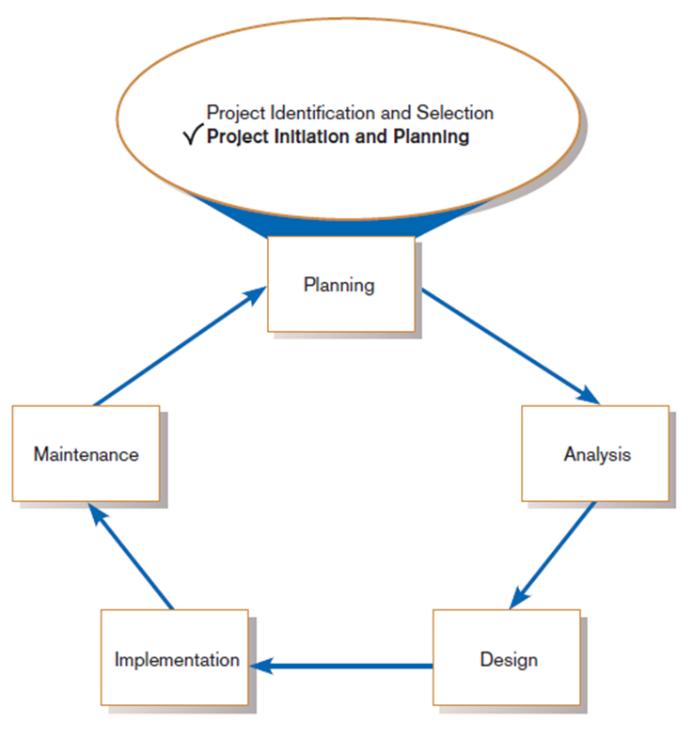 Project Identification and Selection
✓Project Initiation and Planning
Planning
Maintenance
Analysis
Implementation
Design